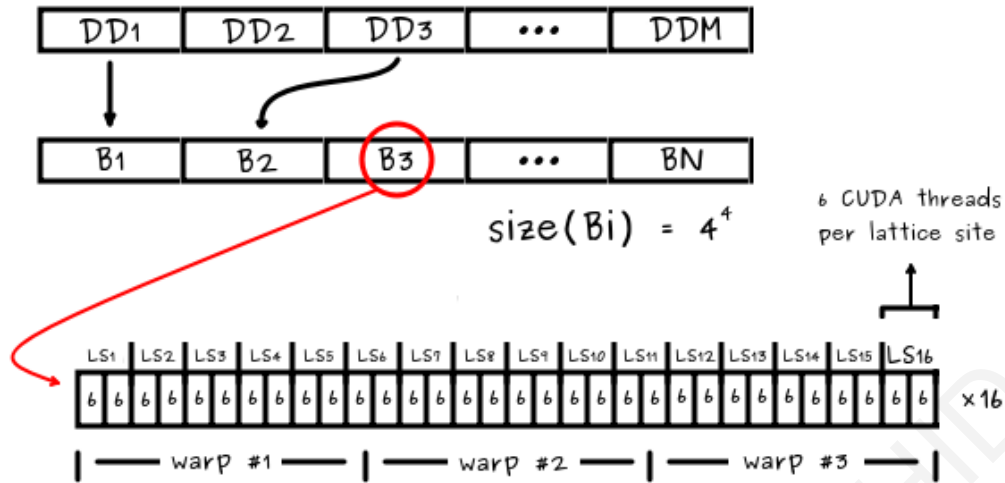 DD1 DD2 DD3 ••• DDM
B1 B2 B3 ••• BN
size(Bi) = 4⁴
6 CUDA threads
per lattice site
LS1 LS2 LS3 LS4 LS5 LS6 LS7 LS8 LS9 LS10 LS11 LS12 LS13 LS14 LS15 LS16
6 6 6 6 6 6 6 6 6 6 6 6 6 6 6 6 6 6 6 6 6 6 6 6 6 6 6 6 6 6 6 6 ×16
warp #1 warp #2 warp #3